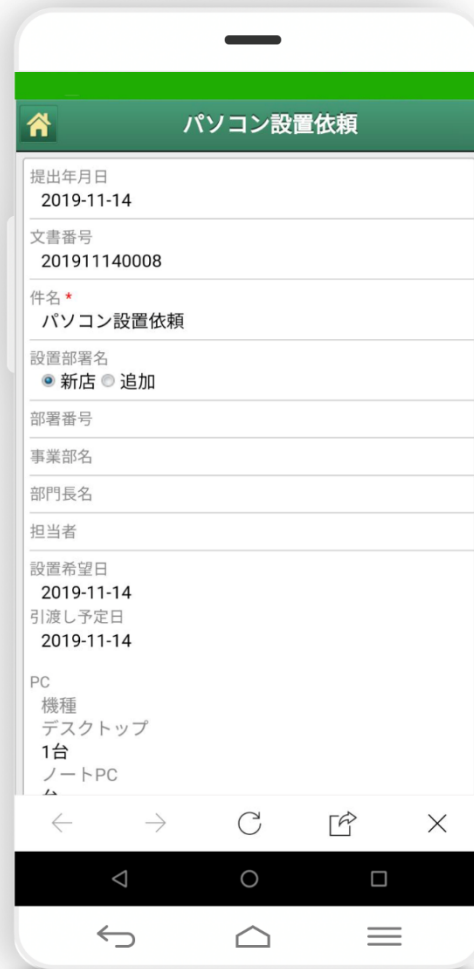 パソコン設置依頼
提出年月日
2019-11-14
文書番号
201911140008
件名*
パソコン設置依頼
設置部署名
新店 追加
部署番号
事業部名
部門長名
担当者
設置希望日
2019-11-14
引渡し予定日
2019-11-14
PC
機種
デスクトップ
1台
ノートPC